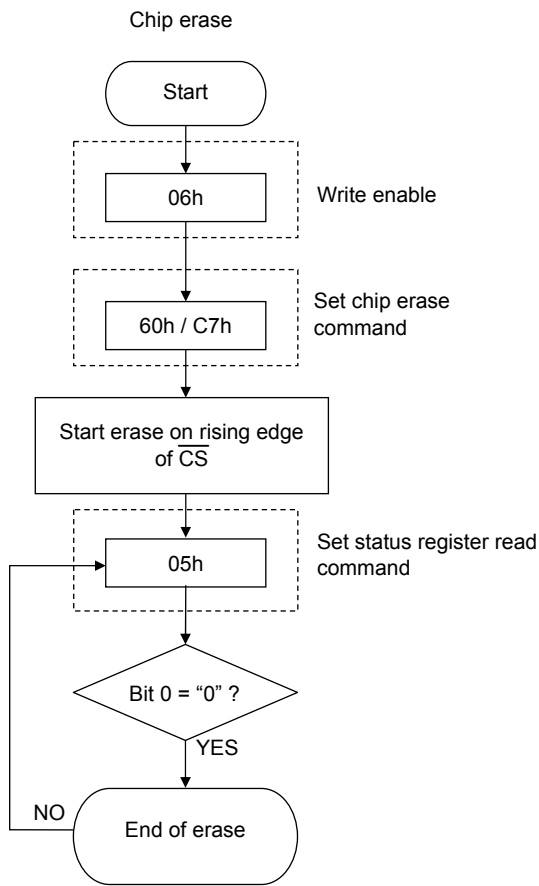 Chip erase
Start
06h
Write enable
60h / C7h
Set chip erase
command
Start erase on rising edge
of C̅S̅
05h
Set status register read
command
Bit 0 = “0” ?
YES
NO
End of erase